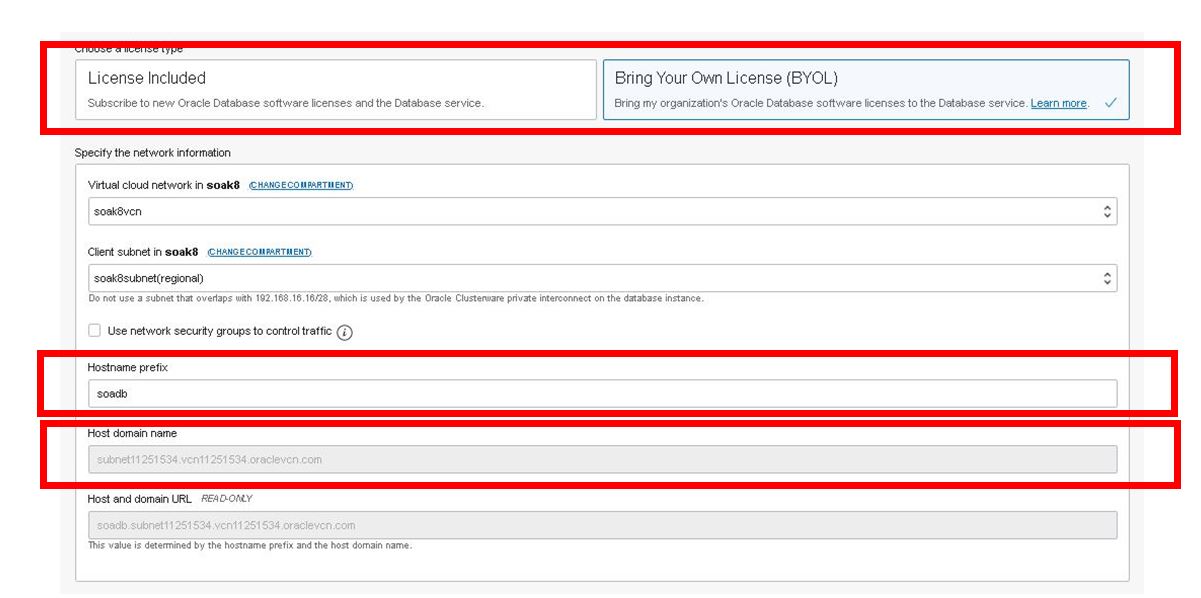 Choose a license type
License Included
Subscribe to new Oracle Database software licenses and the Database service.
Bring Your Own License (BYOL)
Bring my organization's Oracle Database software licenses to the Database service. Learn more.
Specify the network information
Virtual cloud network in soak8 (CHANGE COMPARTMENT)
soak8vcn
Client subnet in soak8 (CHANGE COMPARTMENT)
soak8subnet(regional)
Do not use a subnet that overlaps with 192.168.16.16/28, which is used by the Oracle Clusterware private interconnect on the database instance.
Use network security groups to control traffic i
Hostname prefix
soadb
Host domain name
subnet11251534.vcn11251534.oraclevcn.com
Host and domain URL READ-ONLY
soadb.subnet11251534.vcn11251534.oraclevcn.com
This value is determined by the hostname prefix and the host domain name.